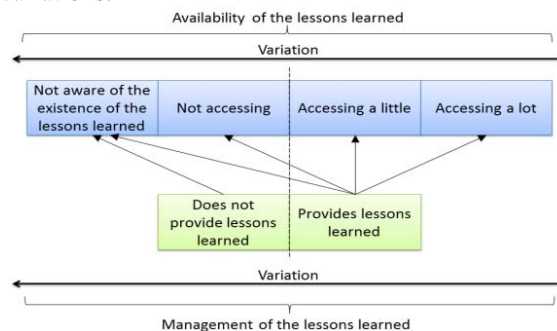 Availability of the lessons learned
Variation
Not aware of the
existence of the
lessons learned
Not accessing
Accessing a little
Accessing a lot
Does not
provide lessons
learned
Provides lessons
learned
Variation
Management of the lessons learned